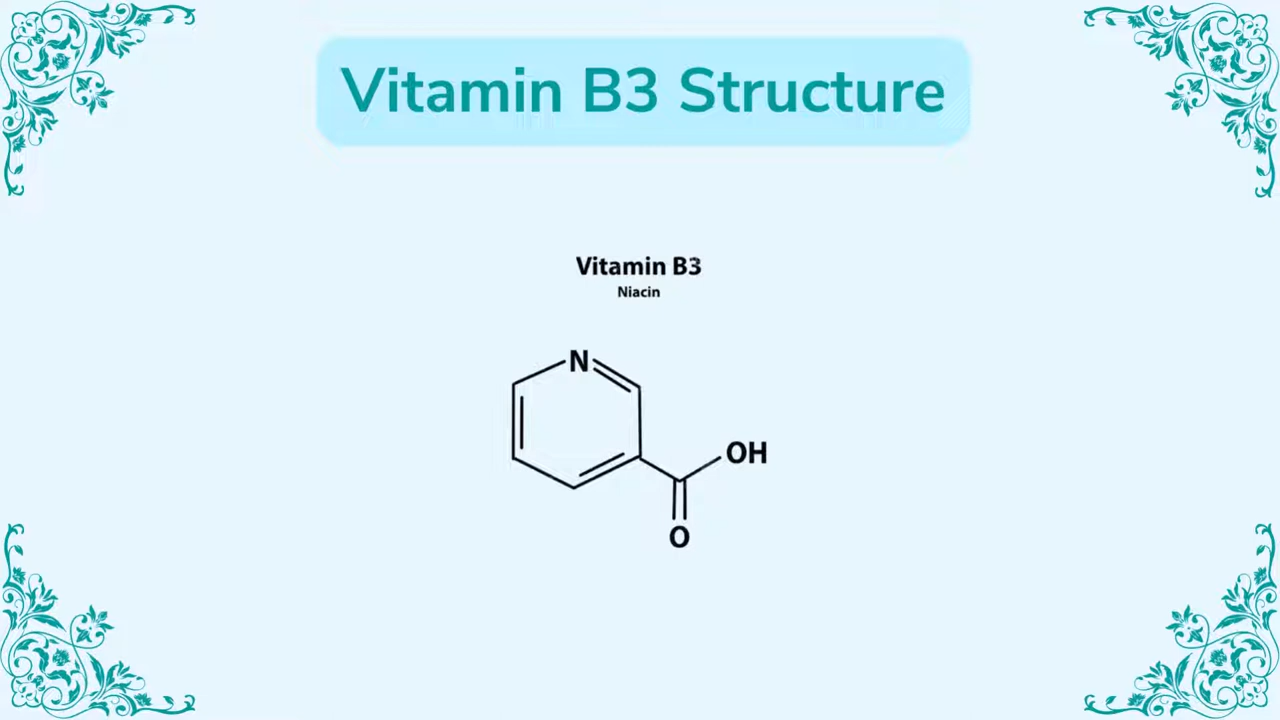 Vitamin B3 Structure
Vitamin B3
Niacin
N
OH
O